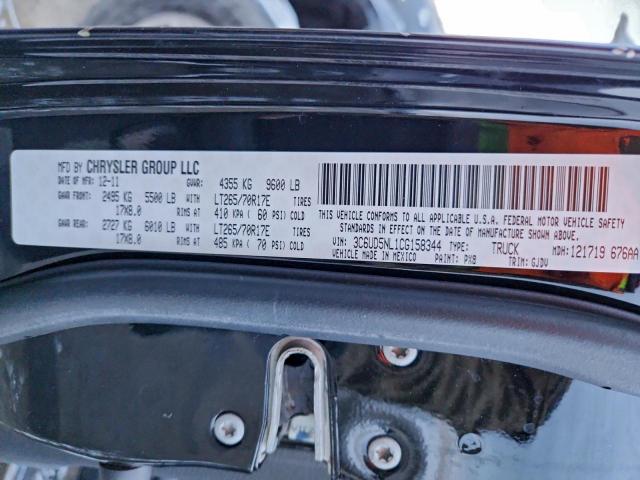 MFD BY CHRYSLER GROUP LLC
DATE OF MFR: 12-11 GVWR: 4355 KG 9600 LB
GAWR FRONT: 2495 KG 5500 LB WITH LT265/70R17E TIRES
17X8.0 RIMS AT 410 KPA ( 60 PSI) COLD
GAWR REAR: 2727 KG 6010 LB WITH LT265/70R17E TIRES
17X8.0 RIMS AT 485 KPA ( 70 PSI) COLD
THIS VEHICLE CONFORMS TO ALL APPLICABLE U.S.A. FEDERAL MOTOR VEHICLE
SAFETY STANDARDS IN EFFECT ON THE DATE OF MANUFACTURE SHOWN ABOVE.
VIN: 3C6UD5NL1CG158344 TYPE: TRUCK MDH: 121719 676AA
VEHICLE MADE IN MEXICO PAINT: PX8 TRIM: GJDV